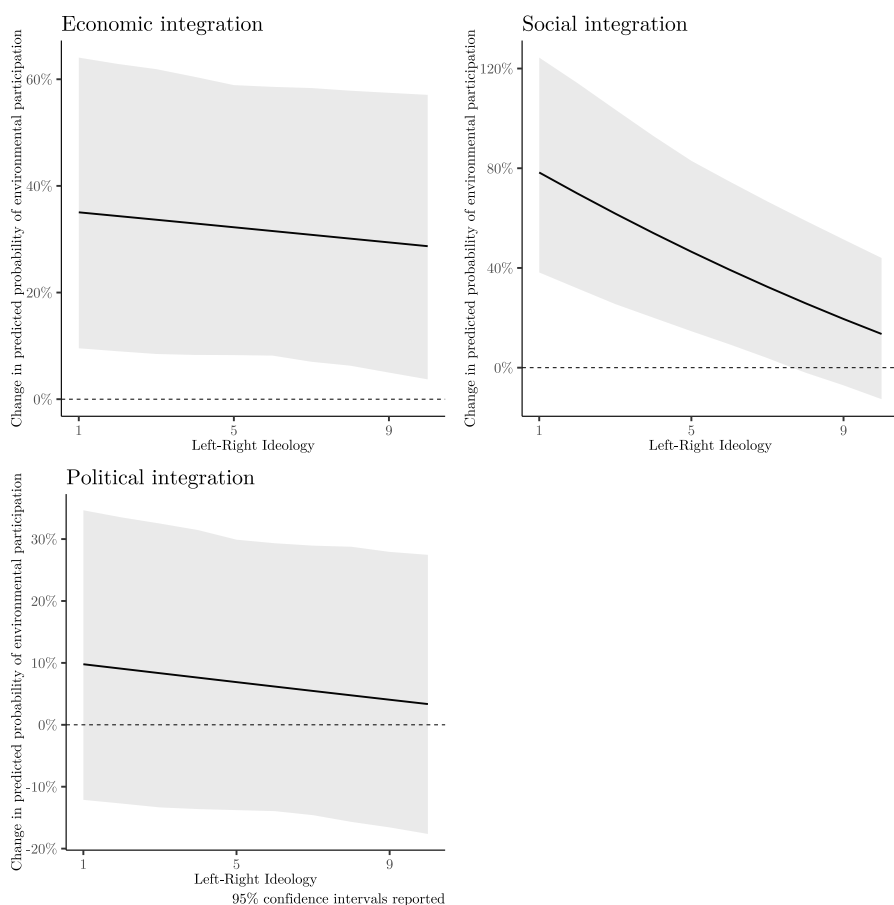 Economic integration
Change in predicted probability of environmental participation
60%
40%
20%
0%
1
5
9
Left-Right Ideology
Social integration
Change in predicted probability of environmental participation
120%
80%
40%
0%
1
5
9
Left-Right Ideology
Political integration
Change in predicted probability of environmental participation
30%
20%
10%
0%
-10%
-20%
1
5
9
Left-Right Ideology
95% confidence intervals reported